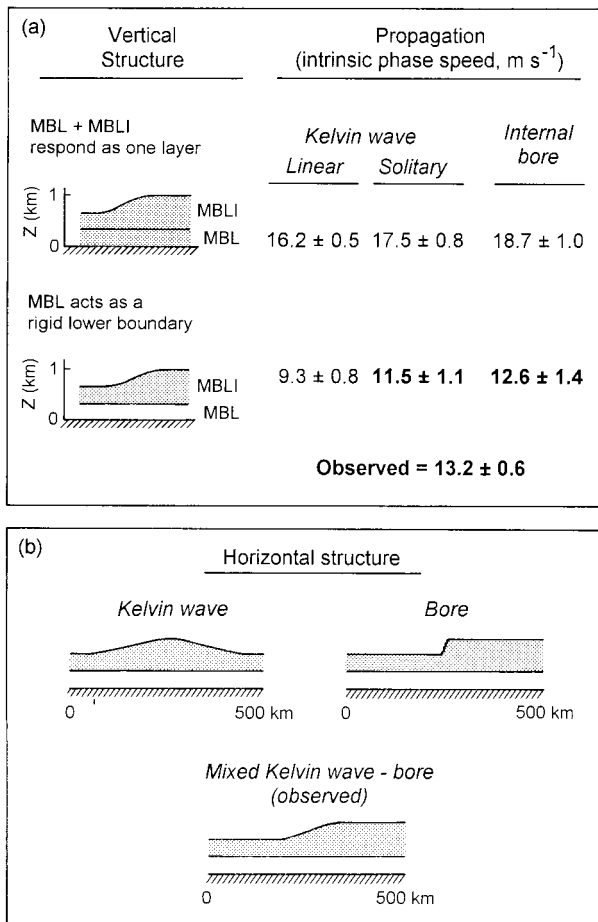 (a)
Vertical
Structure
Propagation
(intrinsic phase speed, m s⁻¹)
MBL + MBLI
respond as one layer
Kelvin wave
Linear Solitary
Internal
bore
Z (km)
1
0
MBLI
MBL
16.2 ± 0.5 17.5 ± 0.8 18.7 ± 1.0
MBL acts as a
rigid lower boundary
Z (km)
1
0
MBLI
MBL
9.3 ± 0.8 11.5 ± 1.1 12.6 ± 1.4
Observed = 13.2 ± 0.6
(b)
Horizontal structure
Kelvin wave
Bore
0 500 km
0 500 km
Mixed Kelvin wave - bore
(observed)
0 500 km